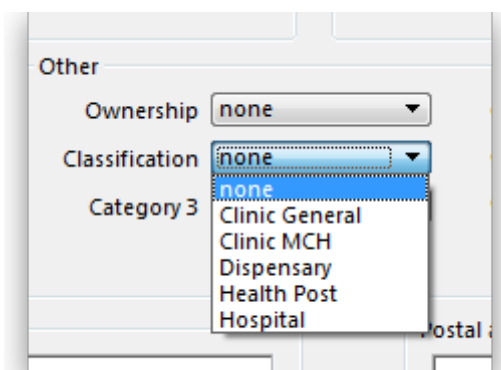 Other
Ownership none
Classification none
none
Category 3
Clinic General
Clinic MCH
Dispensary
Health Post
Hospital
Postal